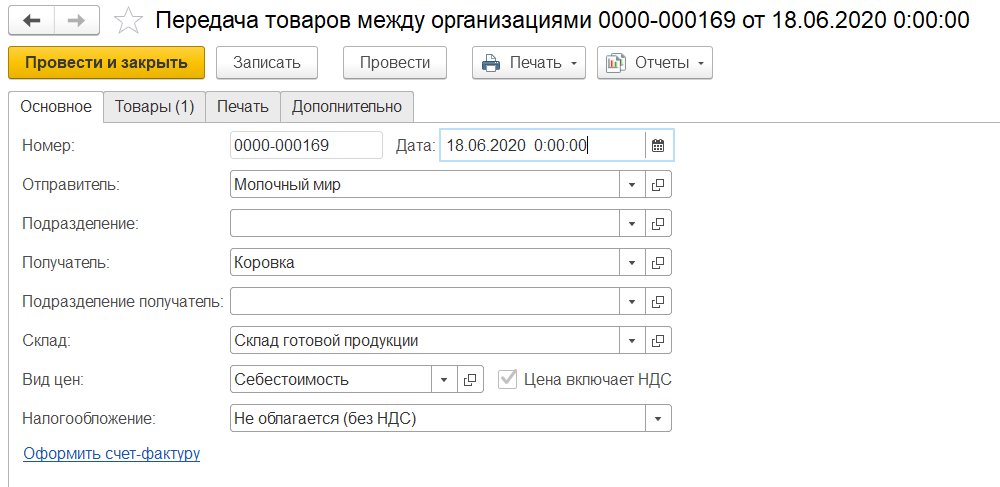 Передача товаров между организациями 0000-000169 от 18.06.2020 0:00:00
Провести и закрыть Записать Провести Печать Отчеты
Основное Товары (1) Печать Дополнительно
Номер: 0000-000169 Дата: 18.06.2020 0:00:00
Отправитель: Молочный мир
Подразделение:
Получатель: Коровка
Подразделение получатель:
Склад: Склад готовой продукции
Вид цен: Себестоимость Цена включает НДС
Налогообложение: Не облагается (без НДС)
Оформить счет-фактуру